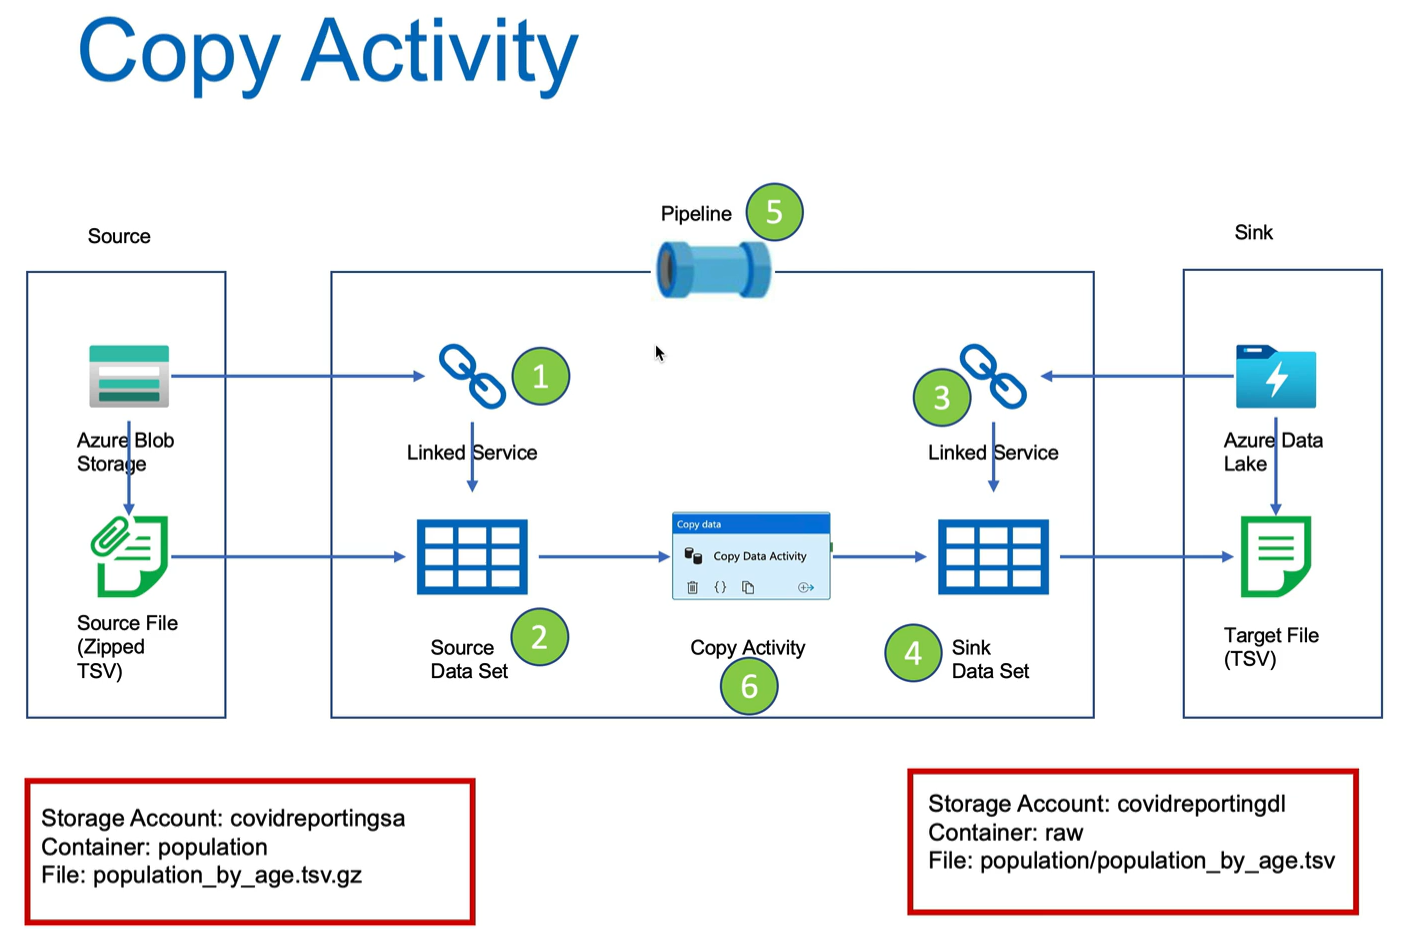 Copy Activity
Pipeline
5
Source
Sink
1
3
Azure Blob
Storage
Linked Service
Linked Service
Azure Data
Lake
Copy data
Copy Data Activity
{}
Source File
(Zipped
TSV)
Source
Data Set
2
Copy Activity
6
4
Sink
Data Set
Target File
(TSV)
Storage Account: covidreportingsa
Container: population
File: population_by_age.tsv.gz
Storage Account: covidreportingdl
Container: raw
File: population/population_by_age.tsv